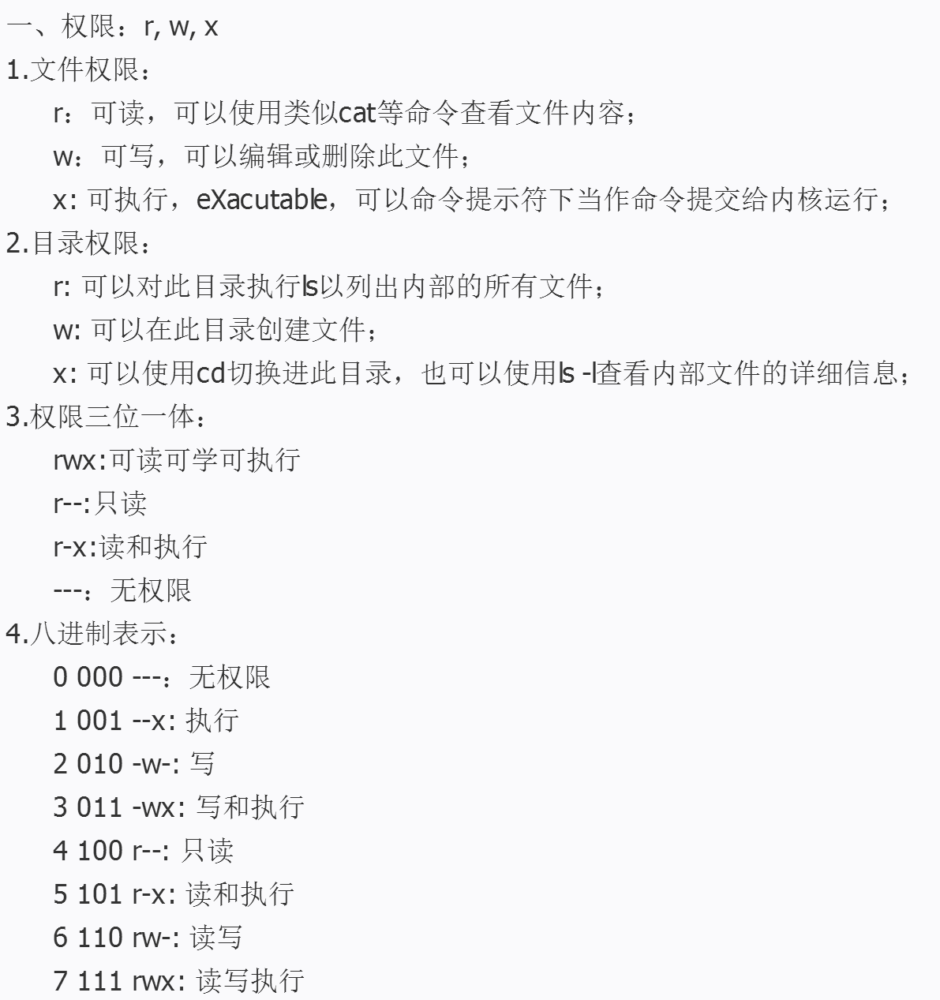 一、权限：r, w, x
1.文件权限：
r：可读，可以使用类似cat等命令查看文件内容；
w：可写，可以编辑或删除此文件；
x: 可执行，eXacutable，可以命令提示符下当作命令提交给内核运行；
2.目录权限：
r: 可以对此目录执行ls以列出内部的所有文件；
w: 可以在此目录创建文件；
x: 可以使用cd切换进此目录，也可以使用ls -l查看内部文件的详细信息；
3.权限三位一体：
rwx:可读可学可执行
r--:只读
r-x:读和执行
---：无权限
4.八进制表示：
0 000 ---：无权限
1 001 --x: 执行
2 010 -w-: 写
3 011 -wx: 写和执行
4 100 r--: 只读
5 101 r-x: 读和执行
6 110 rw-: 读写
7 111 rwx: 读写执行